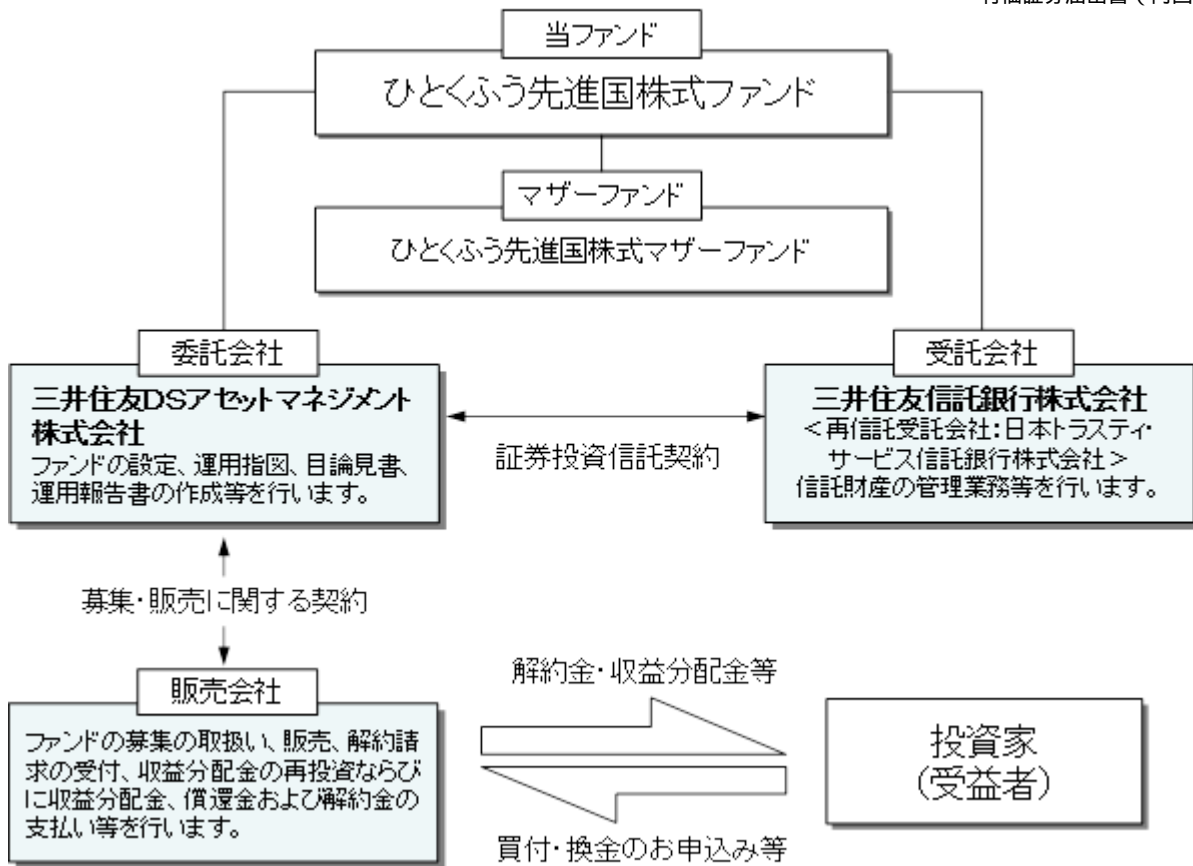 当ファンド
ひとくふう先進国株式ファンド
マザーファンド
ひとくふう先進国株式マザーファンド
委託会社
三井住友DSアセットマネジメント
株式会社
ファンドの設定、運用指図、目論見書、
運用報告書の作成等を行います。
証券投資信託契約
受託会社
三井住友信託銀行株式会社
<再信託受託会社:日本トラスティ・
サービス信託銀行株式会社>
信託財産の管理業務等を行います。
募集・販売に関する契約
販売会社
ファンドの募集の取扱い、販売、解約請
求の受付、収益分配金の再投資ならび
に収益分配金、償還金および解約金の
支払い等を行います。
解約金・収益分配金等
買付・換金のお申込み等
投資家
(受益者)